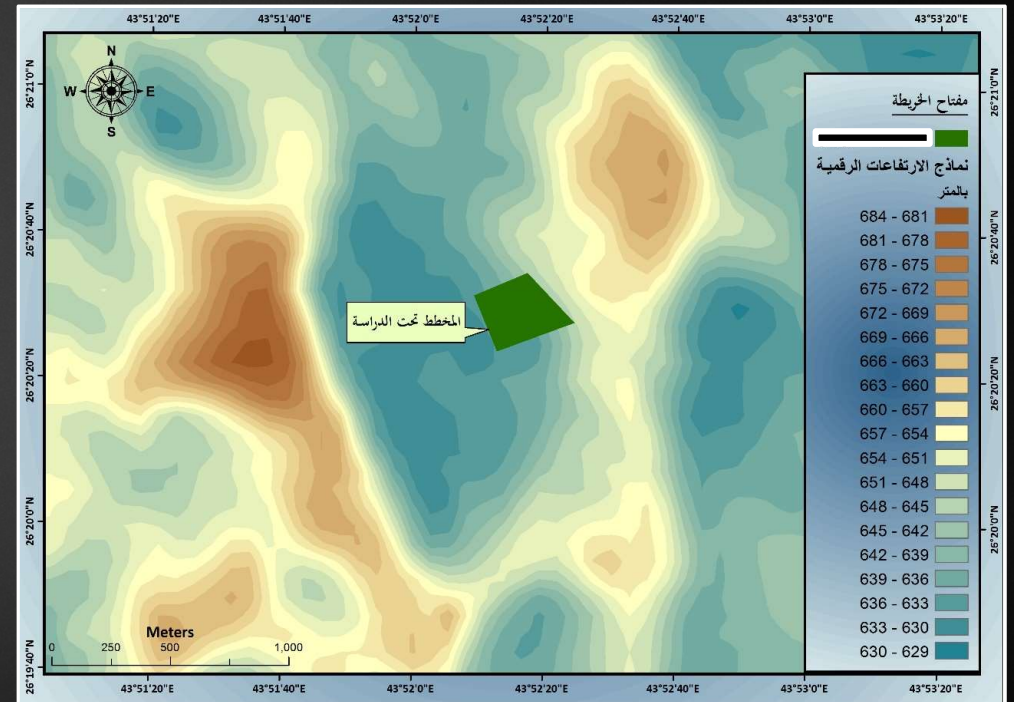 43°51'20"E 43°51'40"E 43°52'0"E 43°52'20"E 43°52'40"E 43°53'0"E 43°53'20"E
26°21'0"N
26°20'40"N
26°20'20"N
26°20'0"N
26°19'40"N
N
W E
S
المخطط تحت الدراسة
Meters
0 250 500 1,000
مفتاح الخريطة
نماذج الارتفاعات الرقمية
بالمتر
684 - 681
681 - 678
678 - 675
675 - 672
672 - 669
669 - 666
666 - 663
663 - 660
660 - 657
657 - 654
654 - 651
651 - 648
648 - 645
645 - 642
642 - 639
639 - 636
636 - 633
633 - 630
630 - 629
26°21'0"N
26°20'40"N
26°20'20"N
26°20'0"N
43°51'20"E 43°51'40"E 43°52'0"E 43°52'20"E 43°52'40"E 43°53'0"E 43°53'20"E